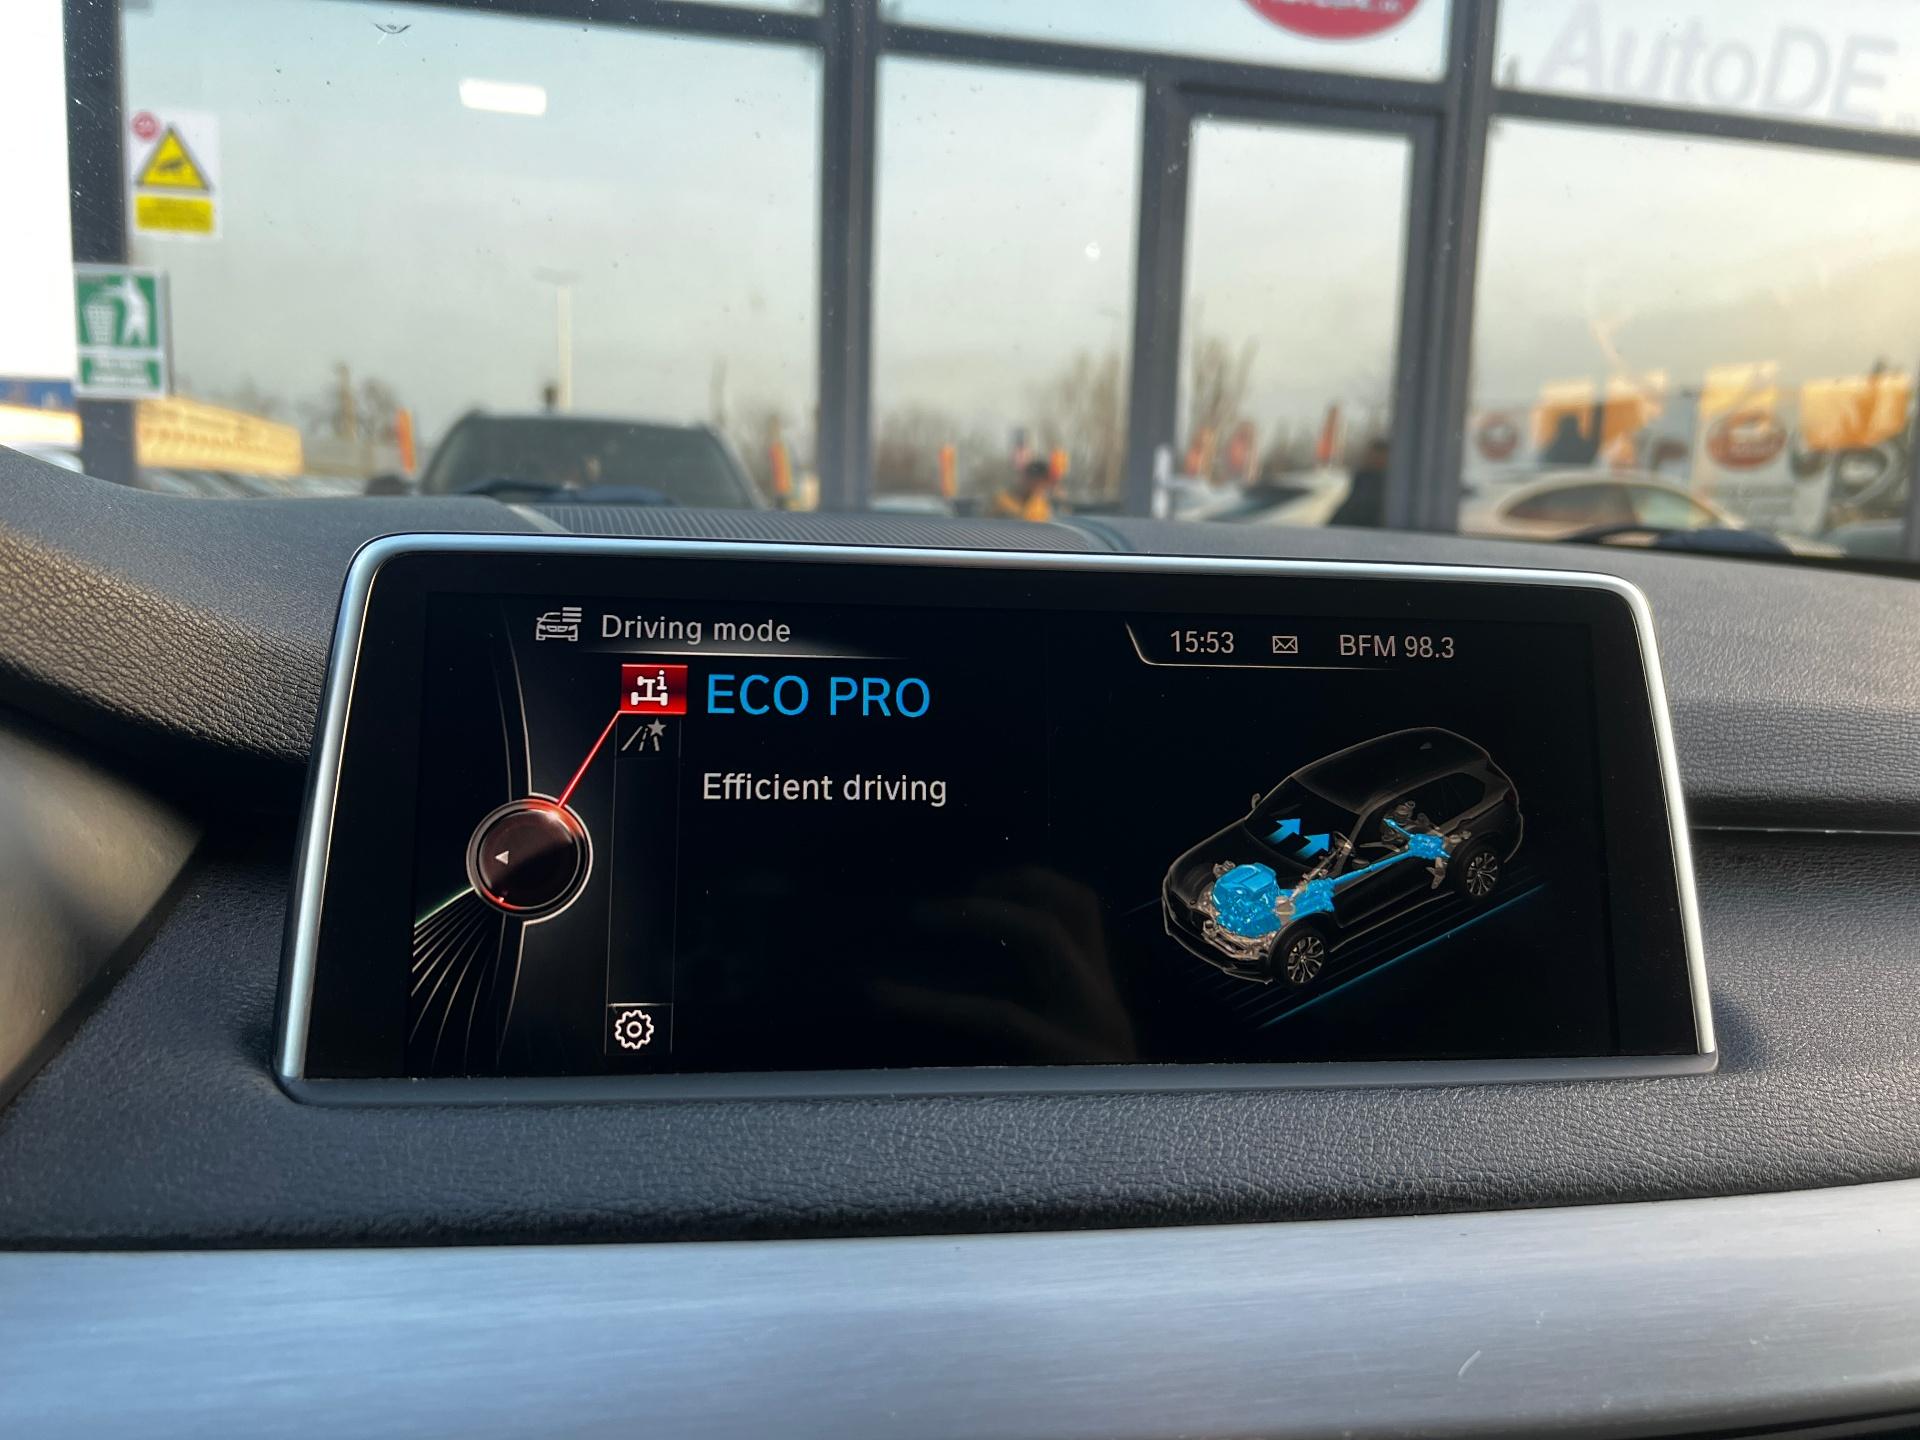 AutoDE
Driving mode
15:53
BFM 98.3
ECO PRO
Efficient driving